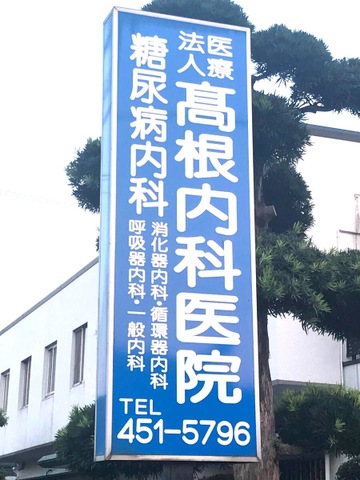 医療法人
髙根内科医院
糖尿病内科
消化器内科・循環器内科
呼吸器内科・一般内科
TEL
451-5796